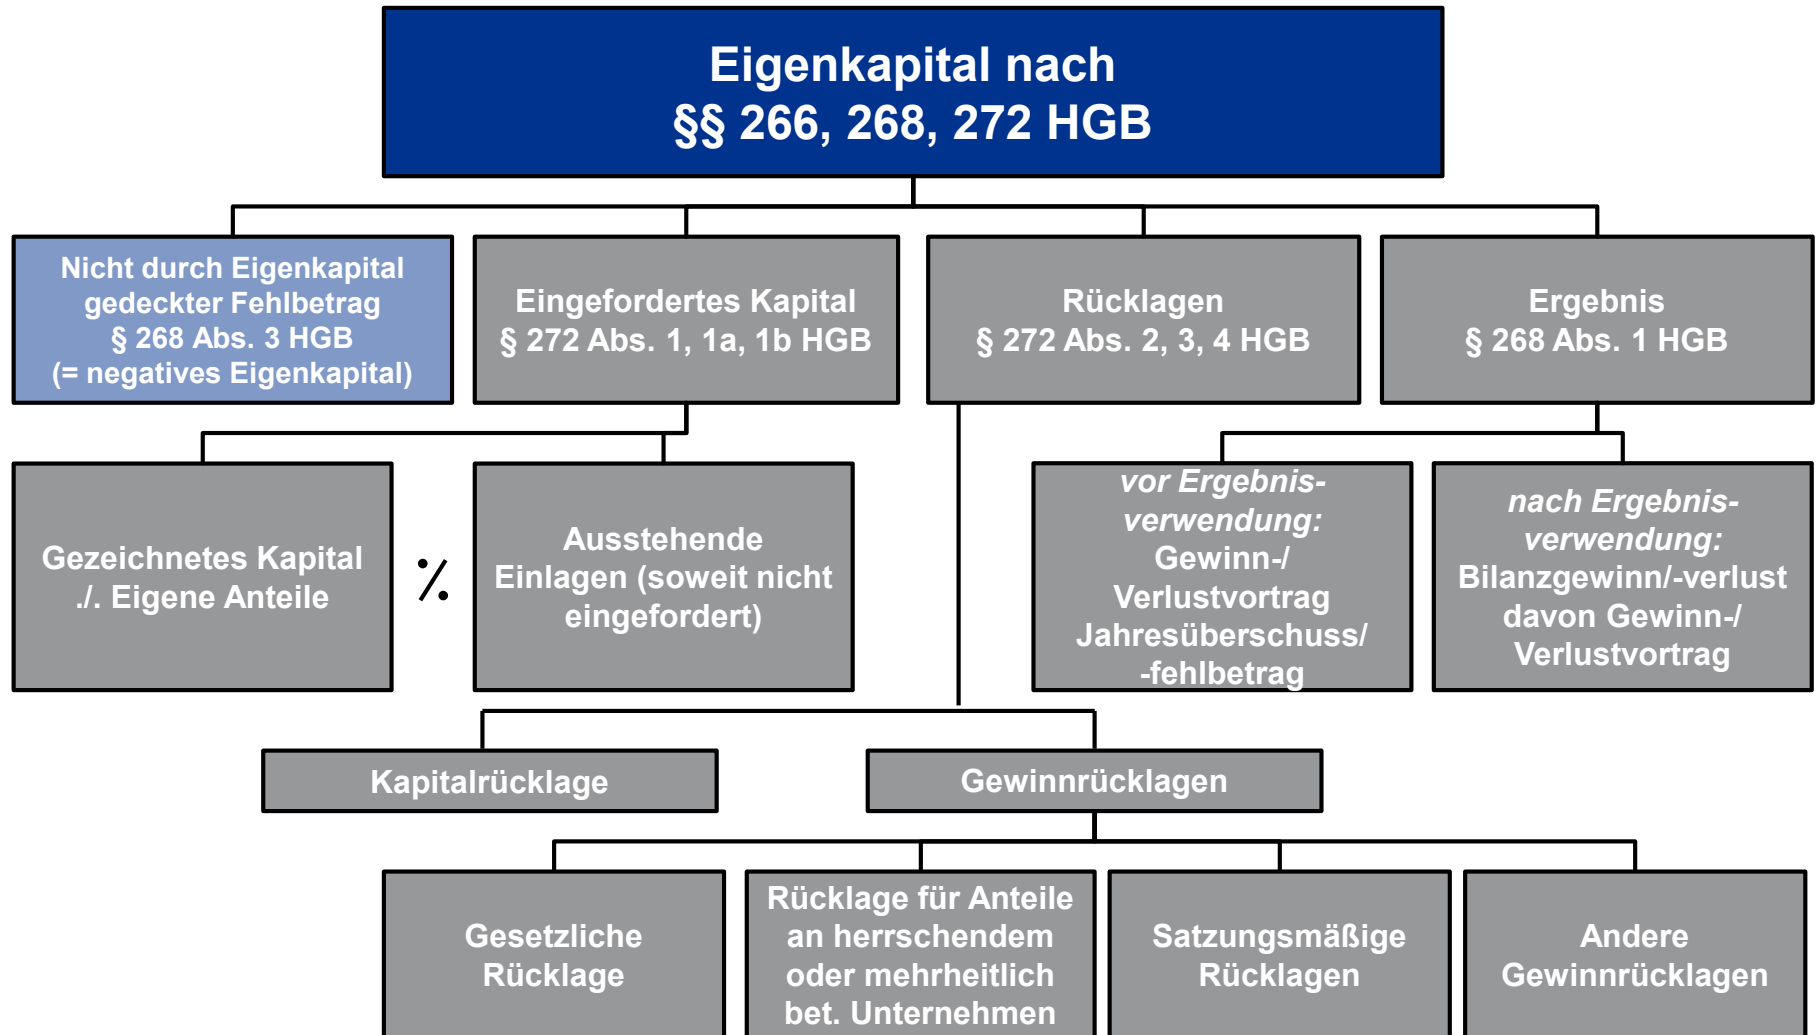 Eigenkapital nach
§§ 266, 268, 272 HGB
Nicht durch Eigenkapital
gedeckter Fehlbetrag
§ 268 Abs. 3 HGB
(= negatives Eigenkapital)
Eingefordertes Kapital
§ 272 Abs. 1, 1a, 1b HGB
Rücklagen
§ 272 Abs. 2, 3, 4 HGB
Ergebnis
§ 268 Abs. 1 HGB
Gezeichnetes Kapital
./. Eigene Anteile
./.
Ausstehende
Einlagen (soweit nicht
eingefordert)
vor Ergebnis-
verwendung:
Gewinn-/
Verlustvortrag
Jahresüberschuss/
-fehlbetrag
nach Ergebnis-
verwendung:
Bilanzgewinn/-verlust
davon Gewinn-/
Verlustvortrag
Kapitalrücklage
Gewinnrücklagen
Gesetzliche
Rücklage
Rücklage für Anteile
an herrschendem
oder mehrheitlich
bet. Unternehmen
Satzungsmäßige
Rücklagen
Andere
Gewinnrücklagen